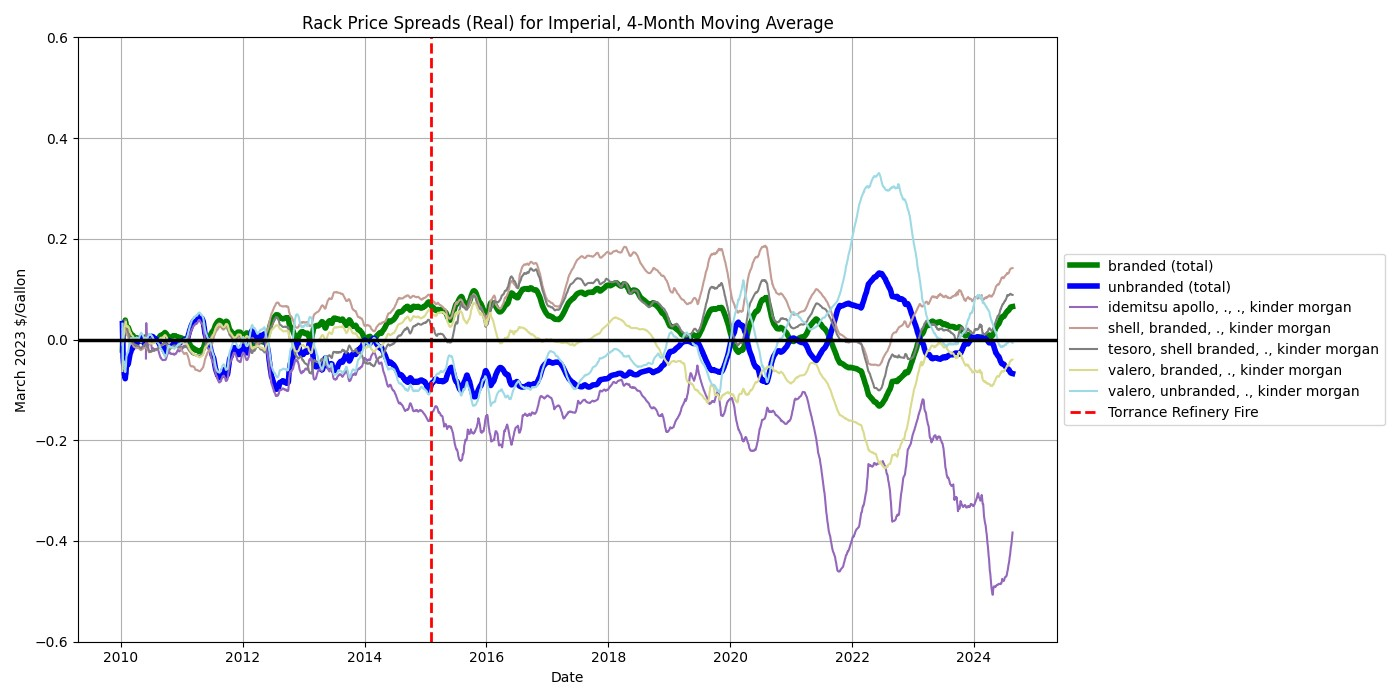 Rack Price Spreads (Real) for Imperial, 4-Month Moving Average
March 2023 $/Gallon
0.6
0.4
0.2
0.0
−0.2
−0.4
−0.6
2010
2012
2014
2016
2018
2020
2022
2024
Date
branded (total)
unbranded (total)
idemitsu apollo, ., ., kinder morgan
shell, branded, ., kinder morgan
tesoro, shell branded, ., kinder morgan
valero, branded, ., kinder morgan
valero, unbranded, ., kinder morgan
Torrance Refinery Fire